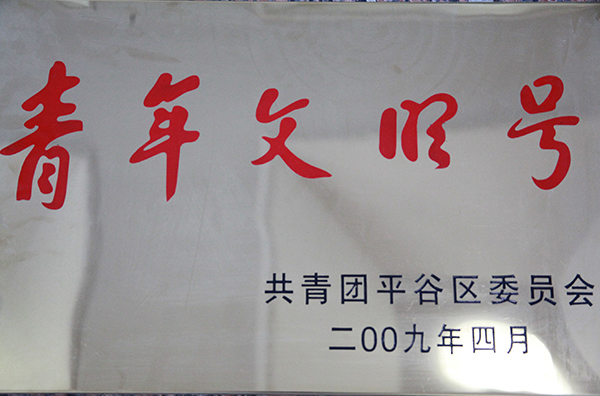 青年文明号
共青团平谷区委员会
二00九年四月